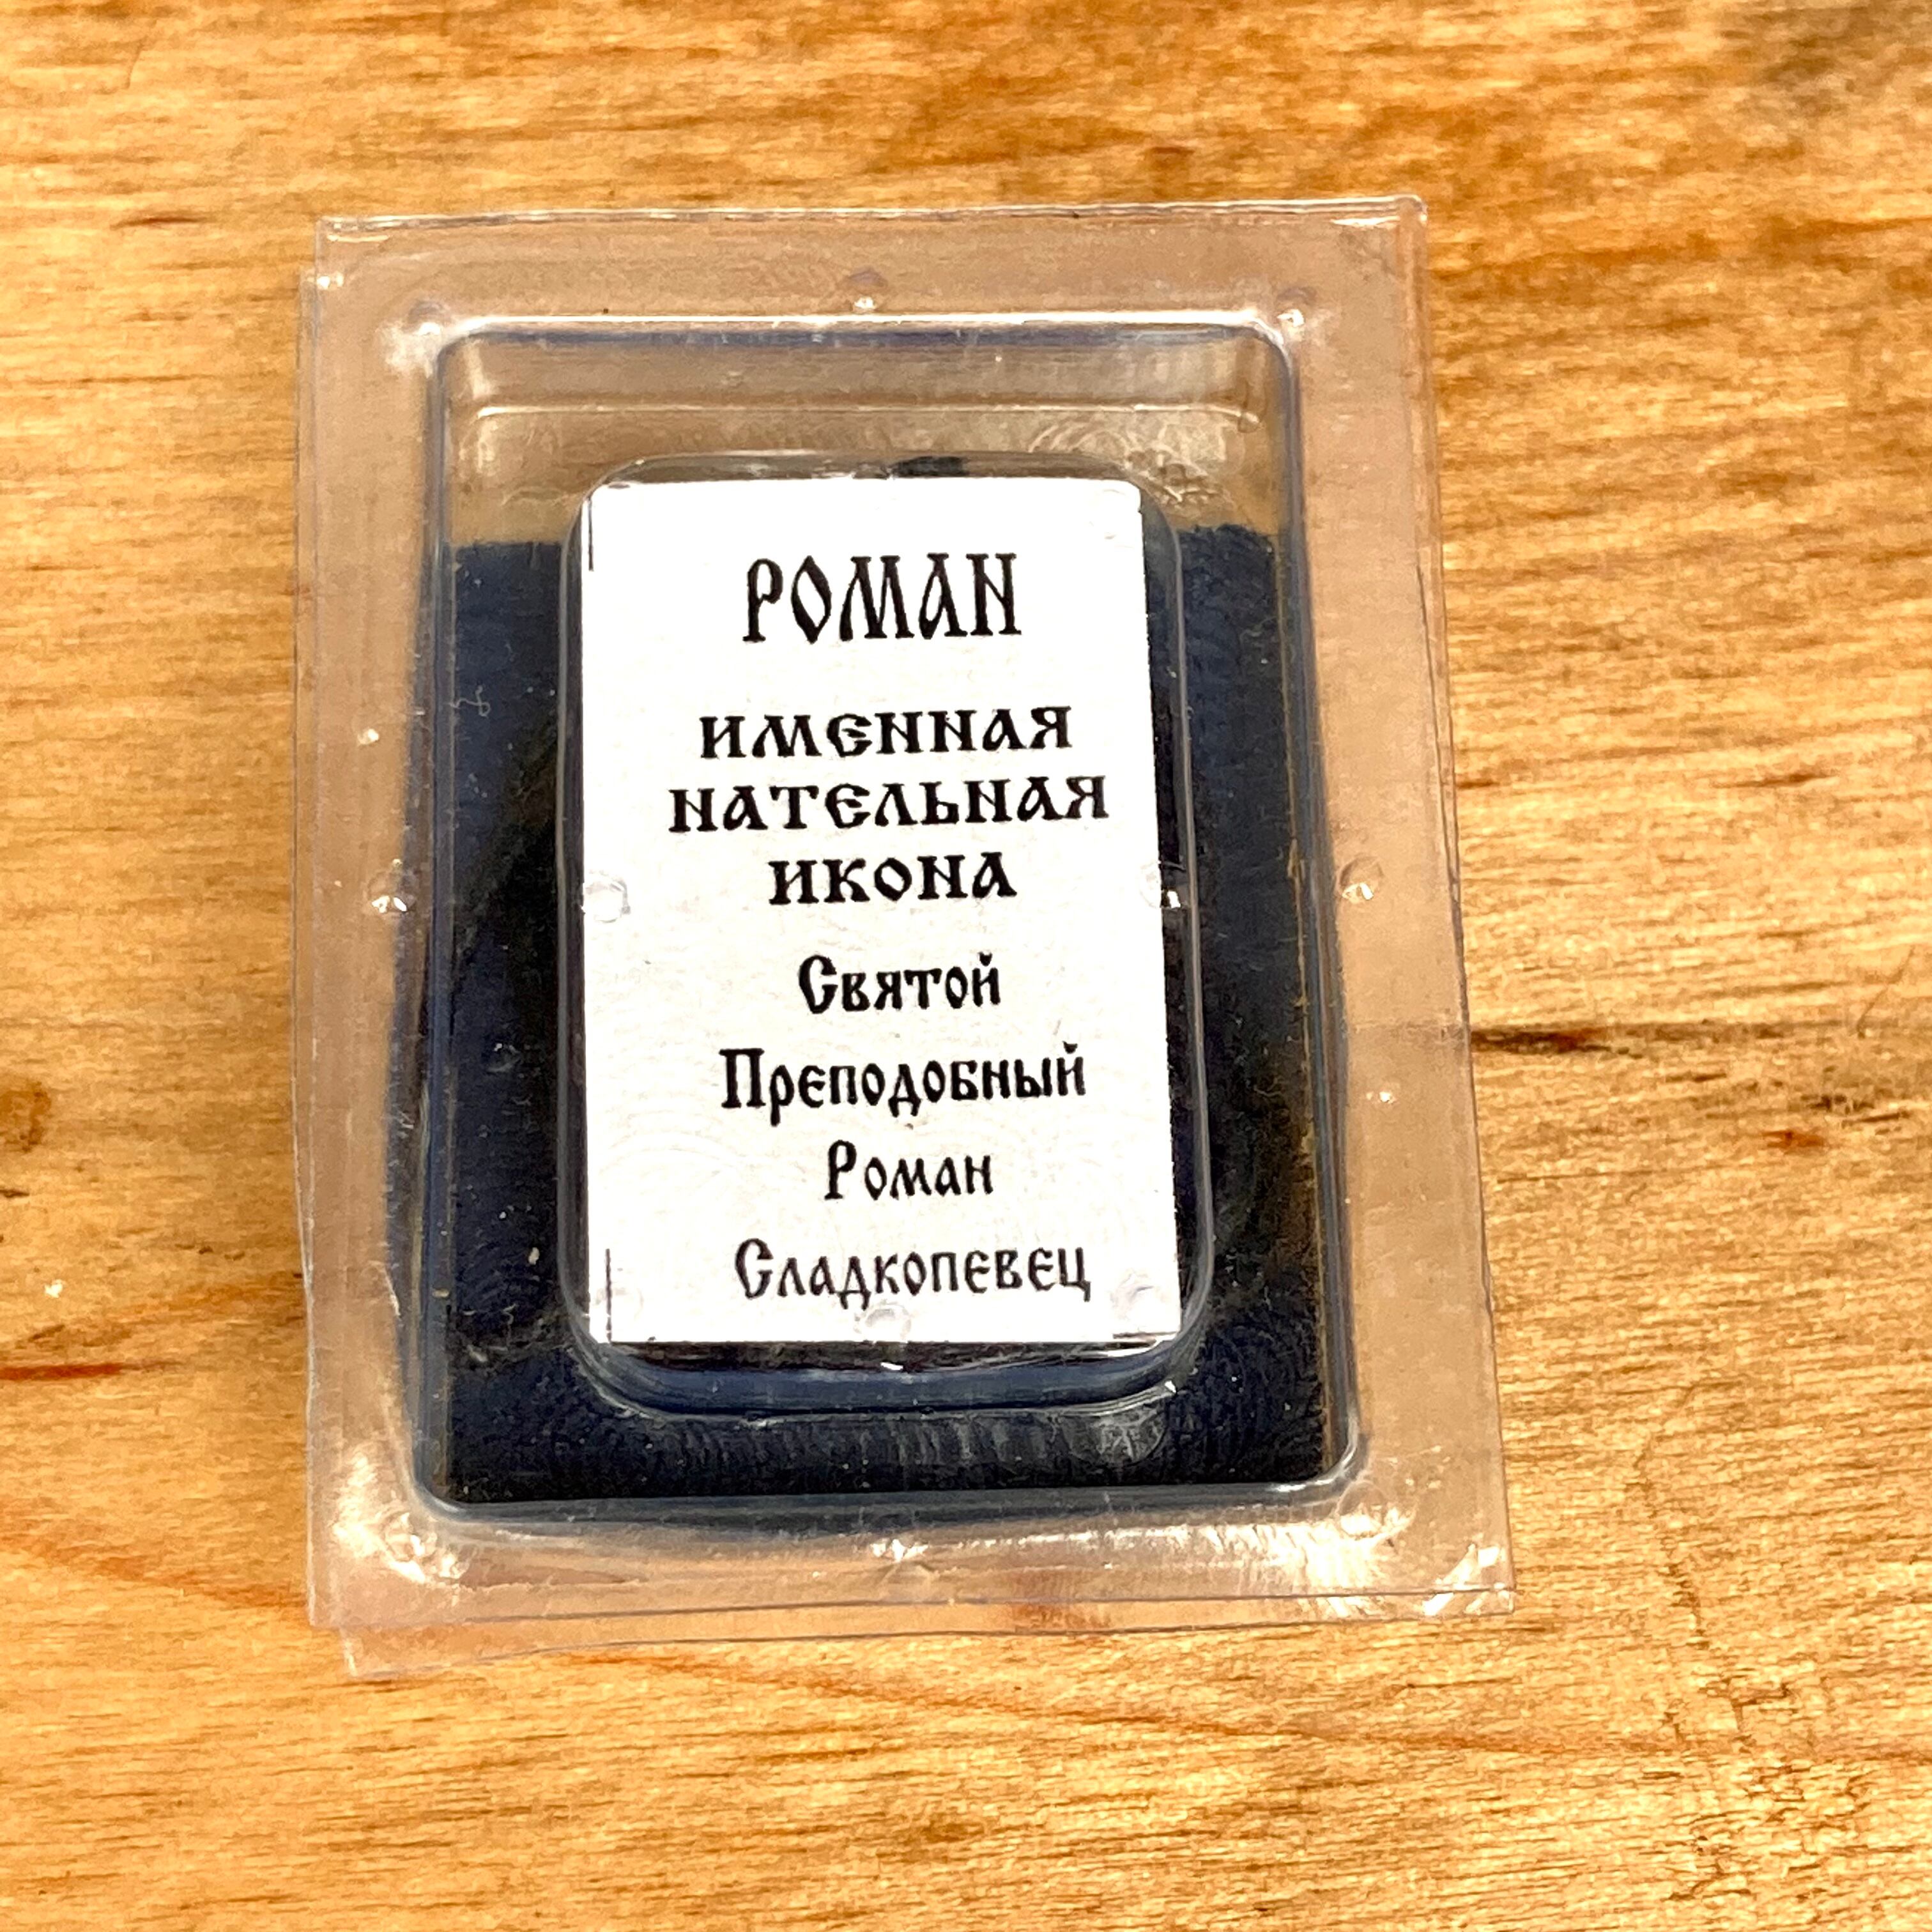 РОМАН
ИМЕННАЯ
НАТЕЛЬНАЯ
ИКОНА
Святой
Преподобный
Роман
Сладкопевец